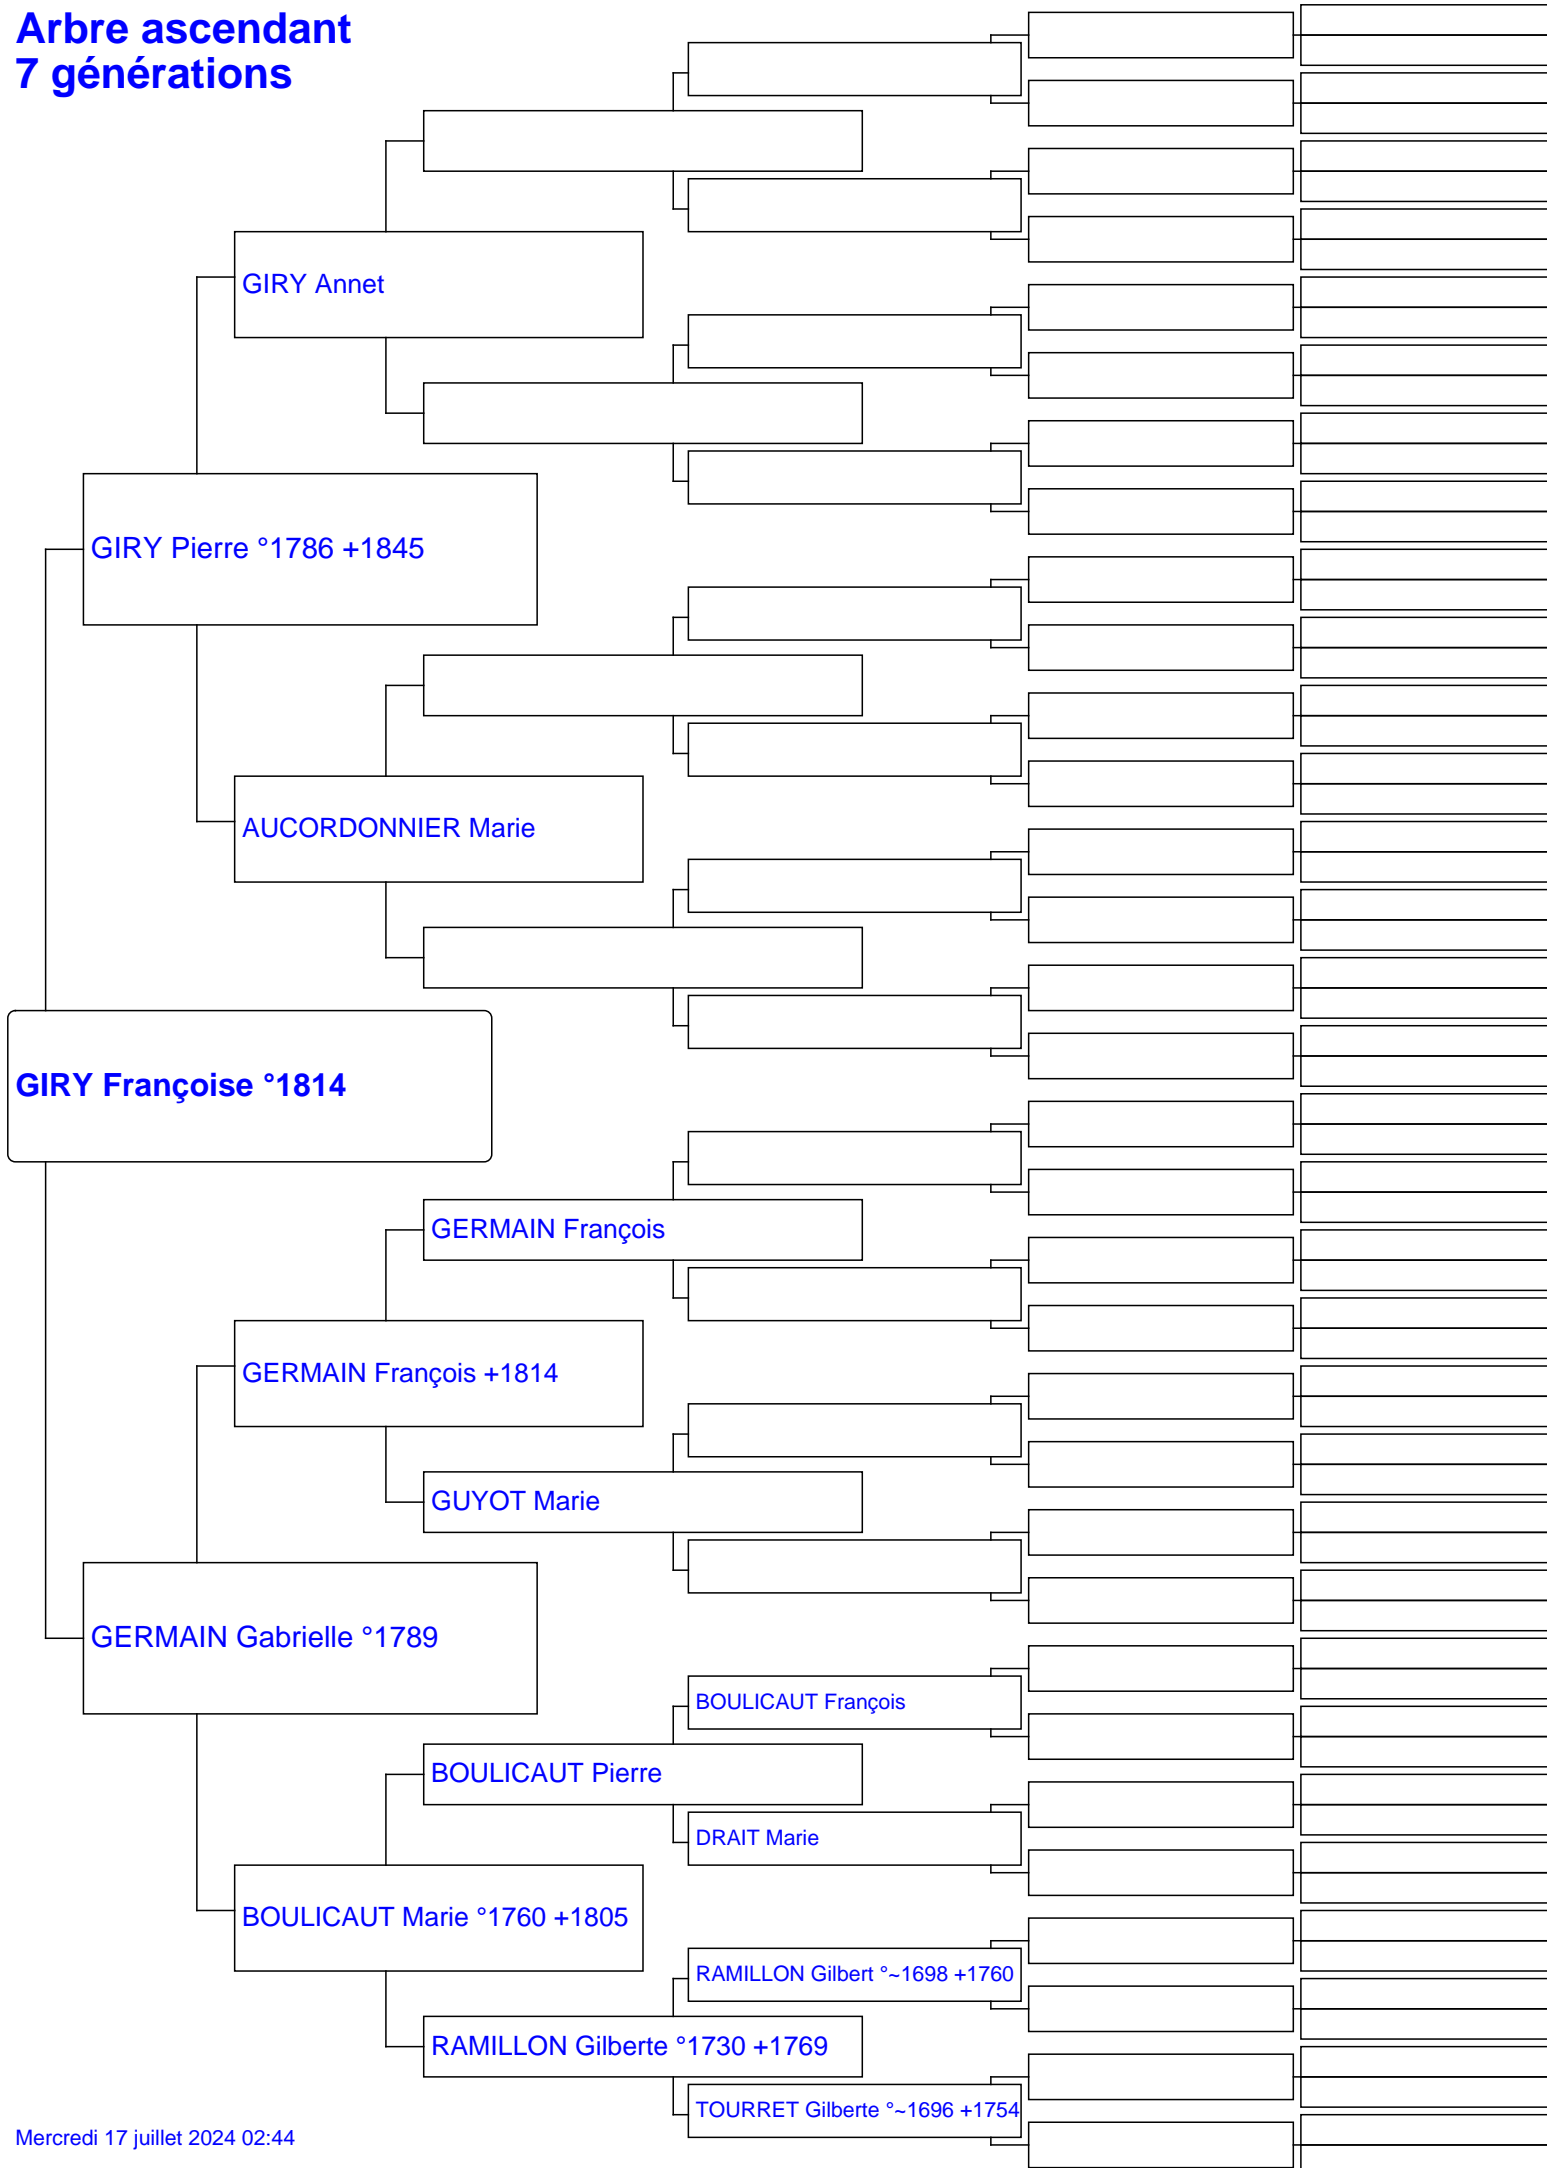 Arbre ascendant
7 générations
GIRY Annet
GIRY Pierre °1786 +1845
AUCORDONNIER Marie
GIRY Françoise °1814
GERMAIN François
GERMAIN François +1814
GUYOT Marie
GERMAIN Gabrielle °1789
BOULICAUT François
BOULICAUT Pierre
DRAIT Marie
BOULICAUT Marie °1760 +1805
RAMILLON Gilbert °~1698 +1760
RAMILLON Gilberte °1730 +1769
TOURRET Gilberte °~1696 +1754
Mercredi 17 juillet 2024 02:44